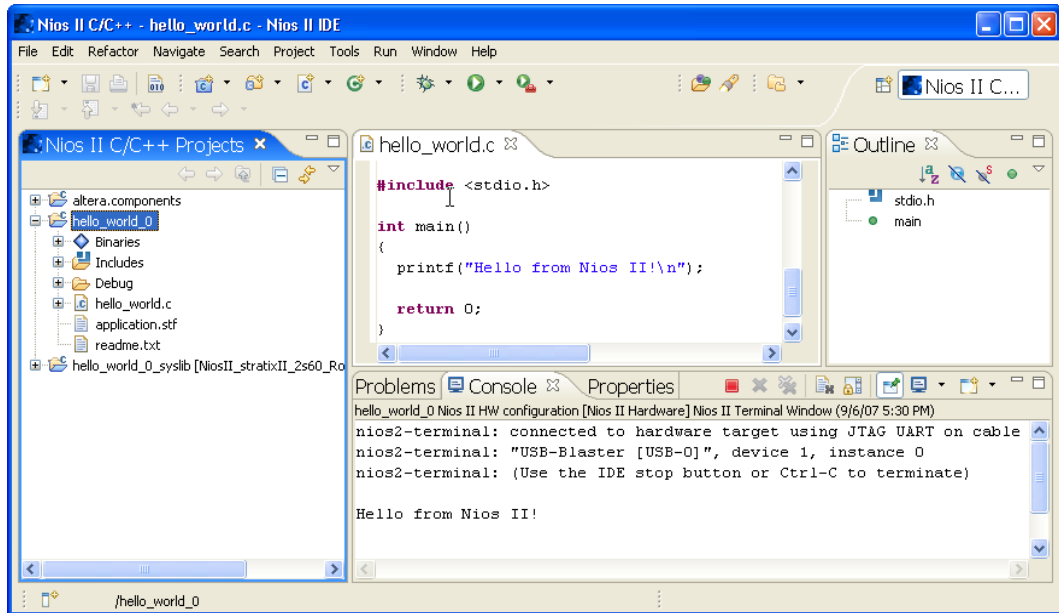 Nios II C/C++ - hello_world.c - Nios II IDE
File Edit Refactor Navigate Search Project Tools Run Window Help
Nios II C...
Nios II C/C++ Projects
altera.components
hello_world_0
Binaries
Includes
Debug
hello_world.c
application.stf
readme.txt
hello_world_0_syslib [NiosII_stratixII_2s60_Ro
hello_world.c
#include <stdio.h>
int main()
{
printf("Hello from Nios II!\n");
return 0;
}
Outline
stdio.h
main
Problems Console Properties
hello_world_0 Nios II HW configuration [Nios II Hardware] Nios II Terminal Window (9/6/07 5:30 PM)
nios2-terminal: connected to hardware target using JTAG UART on cable
nios2-terminal: "USB-Blaster [USB-0]", device 1, instance 0
nios2-terminal: (Use the IDE stop button or Ctrl-C to terminate)
Hello from Nios II!
/hello_world_0